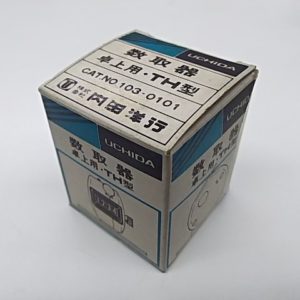 UCHIDA
数取器
卓上用・TH型
CAT NO 103-0101
株式会社 内田洋行
UCHIDA
数取器
卓上用・TH型
1234